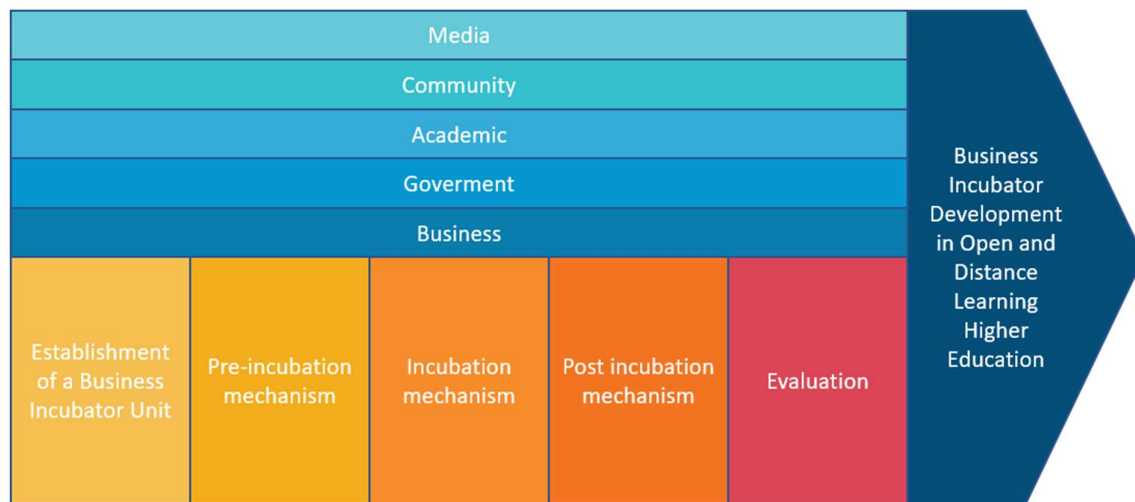 Media
Community
Academic
Goverment
Business
Establishment
of a Business
Incubator Unit
Pre-incubation
mechanism
Incubation
mechanism
Post incubation
mechanism
Evaluation
Business
Incubator
Development
in Open and
Distance
Learning
Higher
Education